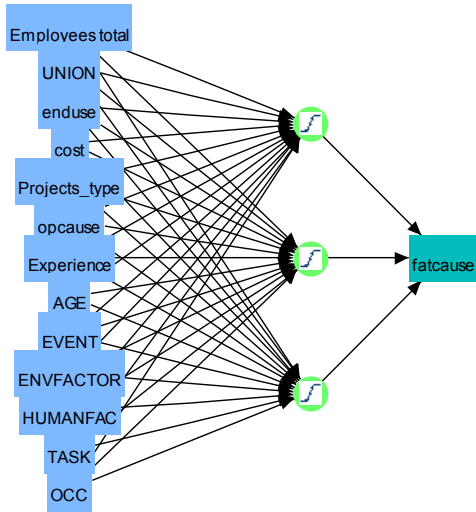 Employees total
UNION
enduse
cost
Projects_type
opcause
Experience
AGE
EVENT
ENVFACTOR
HUMANFAC
TASK
OCC
fatcause